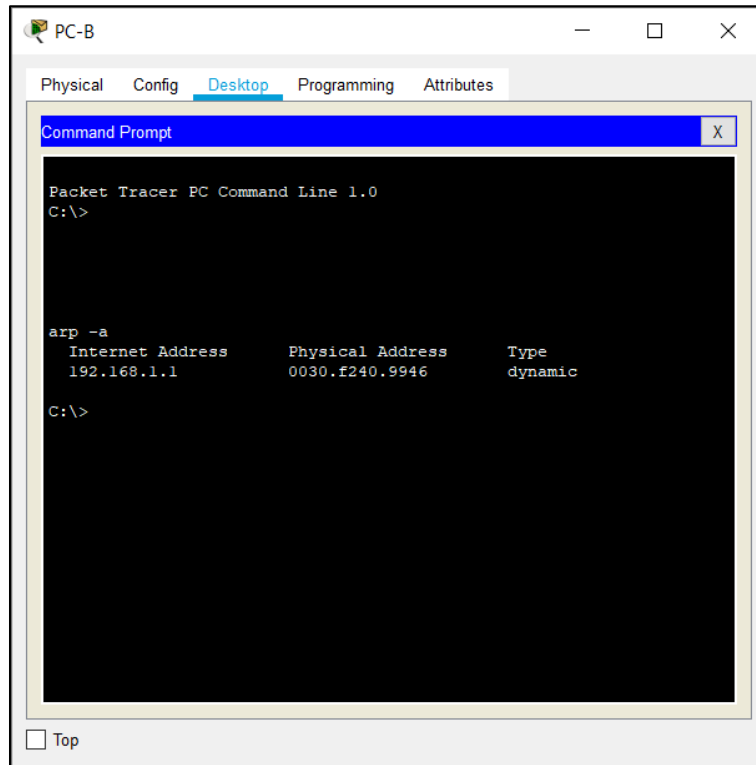 PC-B
Physical Config Desktop Programming Attributes
Command Prompt
X
Packet Tracer PC Command Line 1.0
C:\>
arp -a
Internet Address Physical Address Type
192.168.1.1 0030.f240.9946 dynamic
C:\>
Top